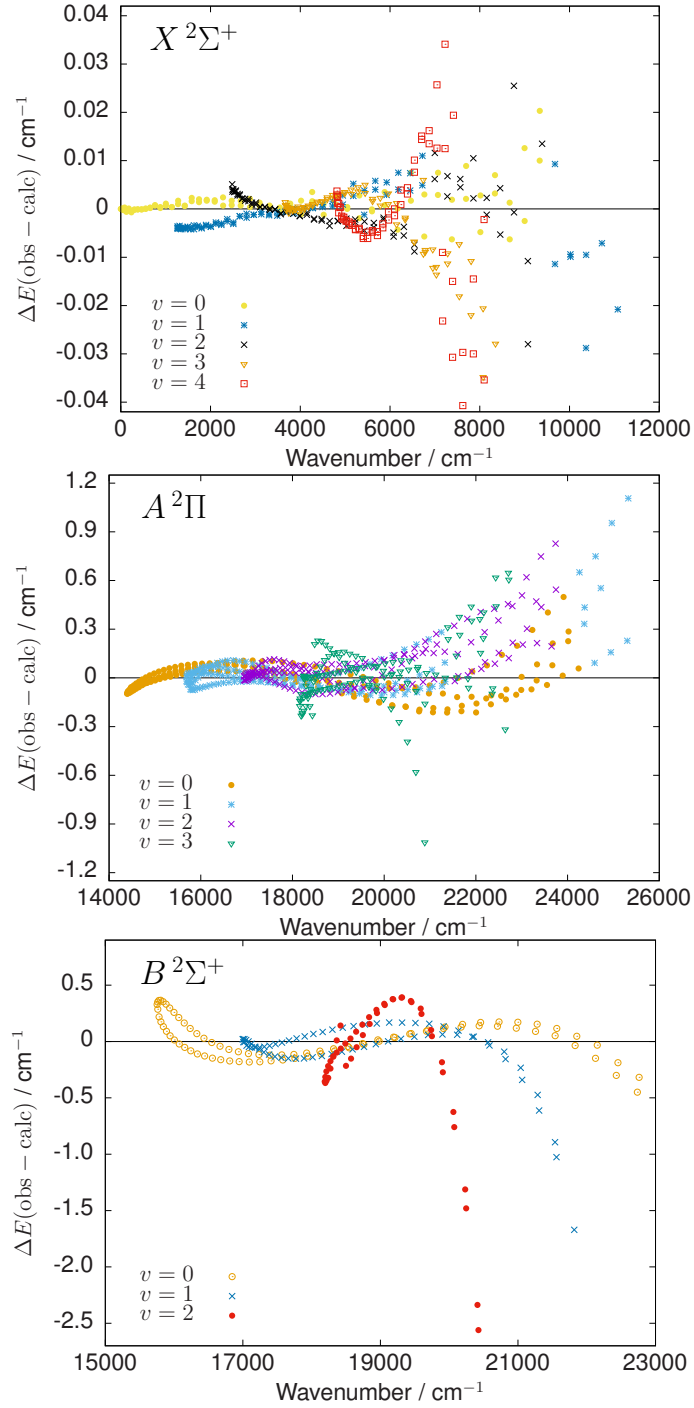 X ²Σ⁺
ΔE(obs − calc) / cm⁻¹
0.04
0.03
0.02
0.01
0
-0.01
-0.02
-0.03
-0.04
v = 0
v = 1
v = 2
v = 3
v = 4
0 2000 4000 6000 8000 10000 12000
Wavenumber / cm⁻¹
A ²Π
ΔE(obs − calc) / cm⁻¹
1.2
0.9
0.6
0.3
0
-0.3
-0.6
-0.9
-1.2
v = 0
v = 1
v = 2
v = 3
14000 16000 18000 20000 22000 24000 26000
Wavenumber / cm⁻¹
B ²Σ⁺
ΔE(obs − calc) / cm⁻¹
0.5
0
-0.5
-1.0
-1.5
-2.0
-2.5
v = 0
v = 1
v = 2
15000 17000 19000 21000 23000
Wavenumber / cm⁻¹